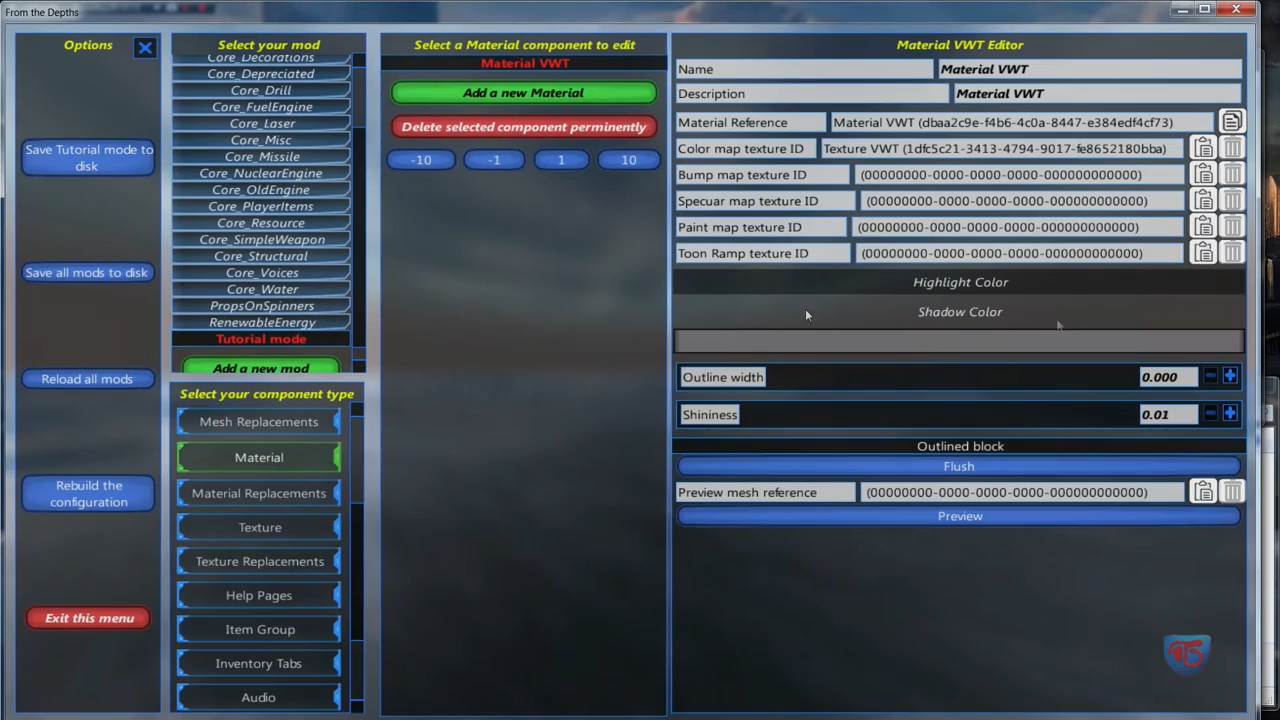 From the Depths
Options
Save Tutorial mode to
disk
Save all mods to disk
Reload all mods
Rebuild the
configuration
Exit this menu
Select your mod
Core_Decorations
Core_Depreciated
Core_Drill
Core_FuelEngine
Core_Laser
Core_Misc
Core_Missile
Core_NuclearEngine
Core_OldEngine
Core_PlayerItems
Core_Resource
Core_SimpleWeapon
Core_Structural
Core_Voices
Core_Water
PropsOnSpinners
RenewableEnergy
Tutorial mode
Add a new mod
Select your component type
Mesh Replacements
Material
Material Replacements
Texture
Texture Replacements
Help Pages
Item Group
Inventory Tabs
Audio
Select a Material component to edit
Material VWT
Add a new Material
Delete selected component perminently
-10 -1 1 10
Material VWT Editor
Name Material VWT
Description Material VWT
Material Reference Material VWT (dbaa2c9e-f4b6-4c0a-8447-e384edf4cf73)
Color map texture ID Texture VWT (1dfc5c21-3413-4794-9017-fe8652180bba)
Bump map texture ID (00000000-0000-0000-0000-000000000000)
Specuar map texture ID (00000000-0000-0000-0000-000000000000)
Paint map texture ID (00000000-0000-0000-0000-000000000000)
Toon Ramp texture ID (00000000-0000-0000-0000-000000000000)
Highlight Color
Shadow Color
Outline width 0.000
Shininess 0.01
Outlined block
Flush
Preview mesh reference (00000000-0000-0000-0000-000000000000)
Preview